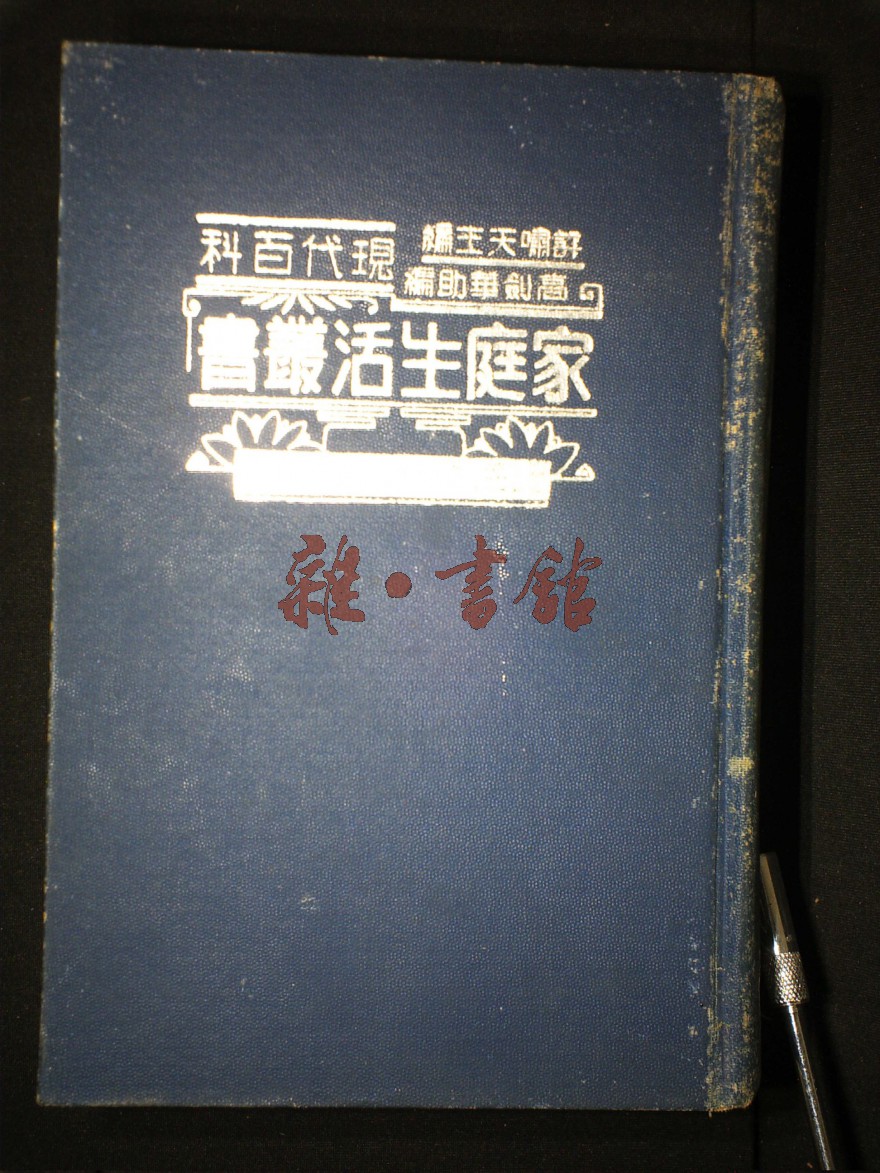 許嘯天主編
高劍華助編
現代百科
家庭生活叢書
雜•書館